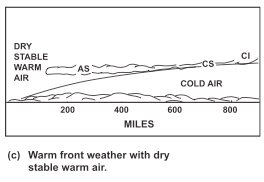 DRY
STABLE
WARM
AIR
AS
CS
CI
COLD AIR
200 400 600 800
MILES
(c) Warm front weather with dry
stable warm air.